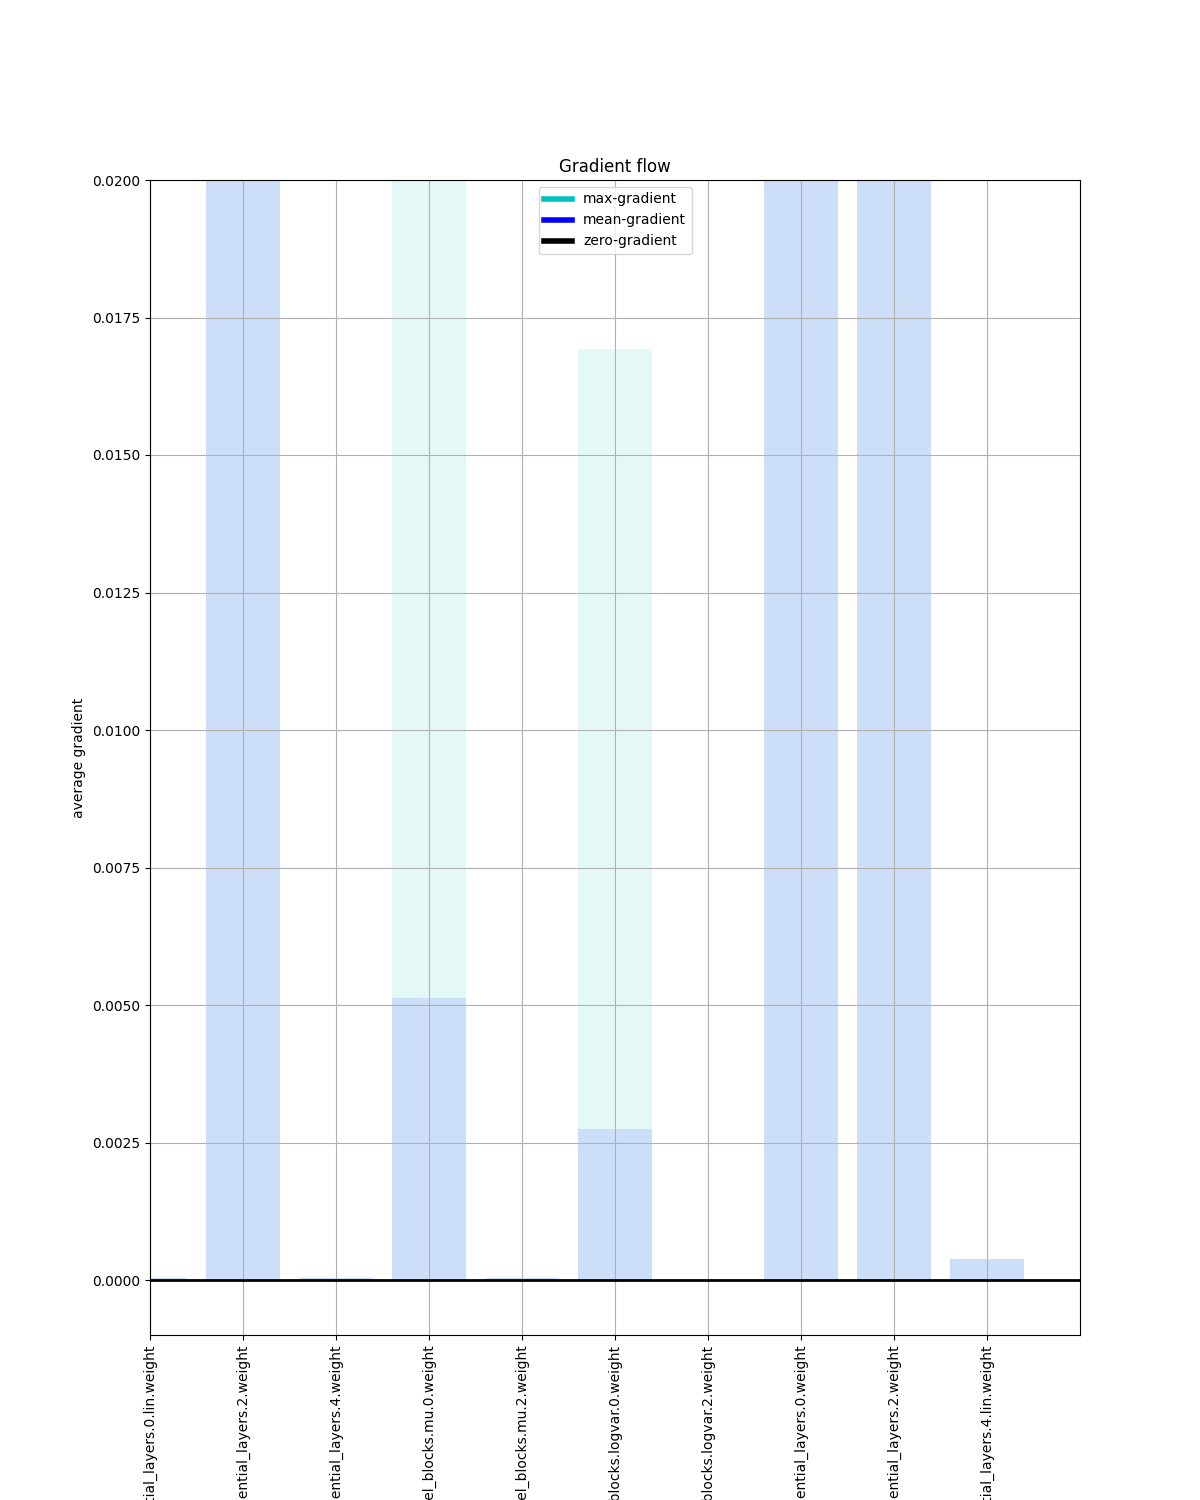 Gradient flow
max-gradient
mean-gradient
zero-gradient
0.0200
0.0175
0.0150
0.0125
0.0100
0.0075
0.0050
0.0025
0.0000
average gradient
tial_layers.0.lin.weight
ential_layers.2.weight
ential_layers.4.weight
el_blocks.mu.0.weight
el_blocks.mu.2.weight
blocks.logvar.0.weight
blocks.logvar.2.weight
ential_layers.0.weight
ential_layers.2.weight
tial_layers.4.lin.weight